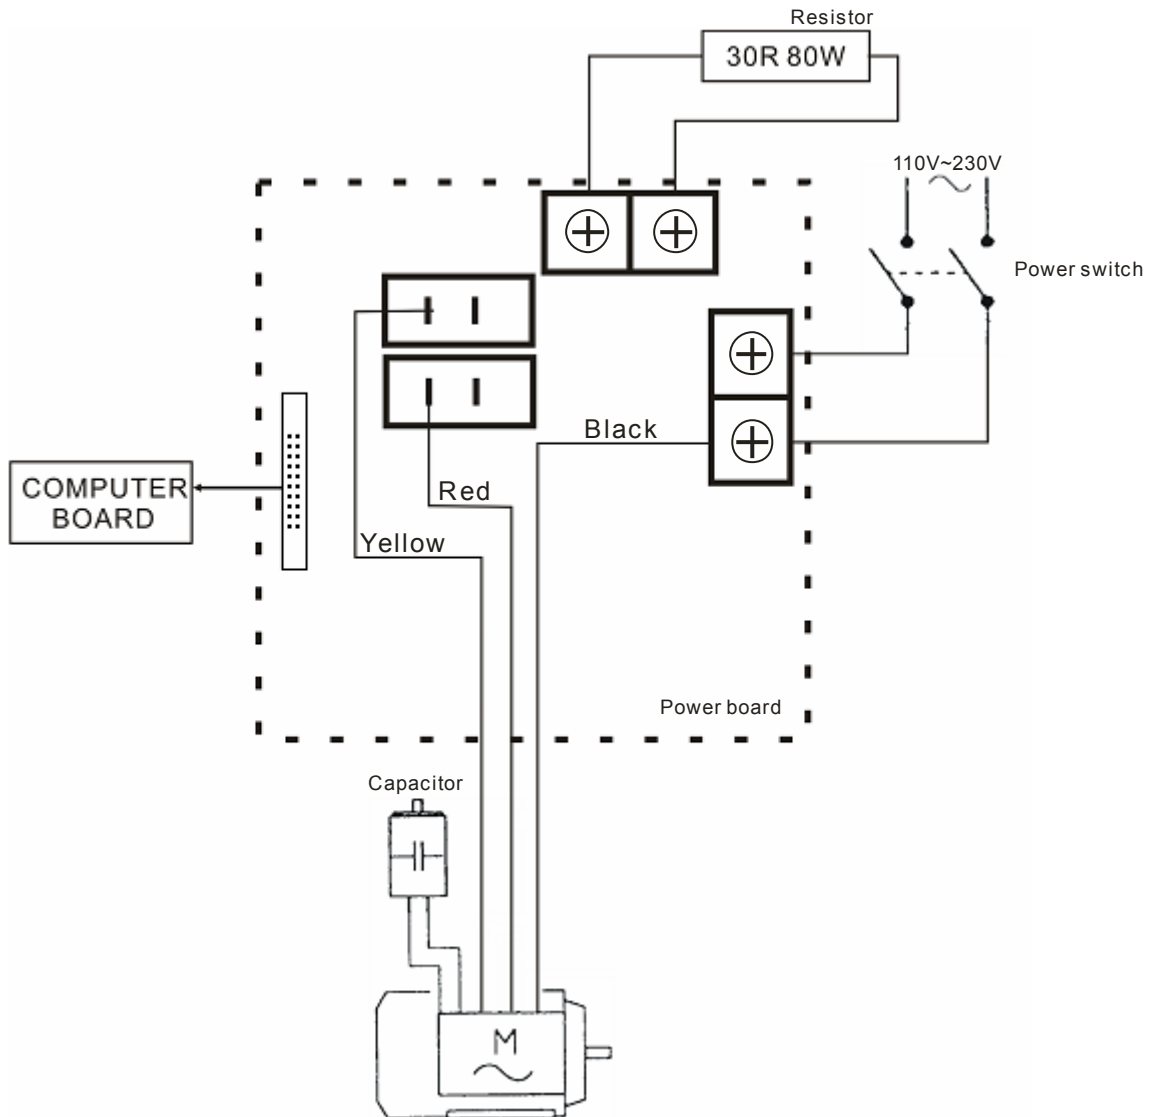 Resistor
30R 80W
110V~230V
Power switch
Black
Red
COMPUTER
BOARD
Yellow
Power board
Capacitor
M